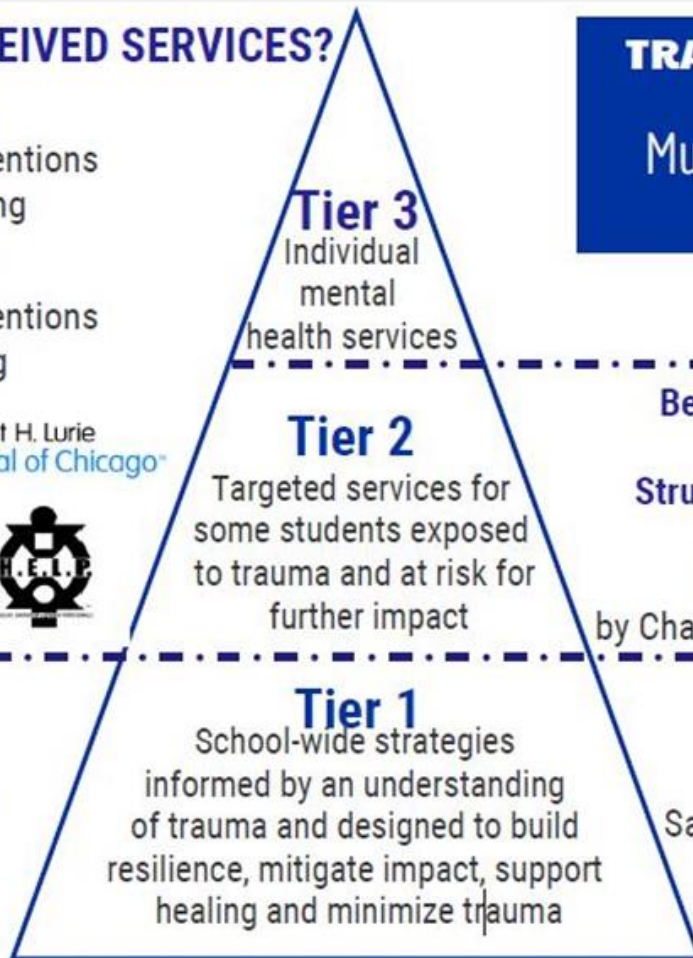 EIVED SERVICES?
entions
ng
entions
g
t H. Lurie
al of Chicago
H.E.L.P.
Tier 3
Individual
mental
health services
Tier 2
Targeted services for
some students exposed
to trauma and at risk for
further impact
Tier 1
School-wide strategies
informed by an understanding
of trauma and designed to build
resilience, mitigate impact, support
healing and minimize trauma
TRA
Mu
Be
Stru
by Cha
Sa